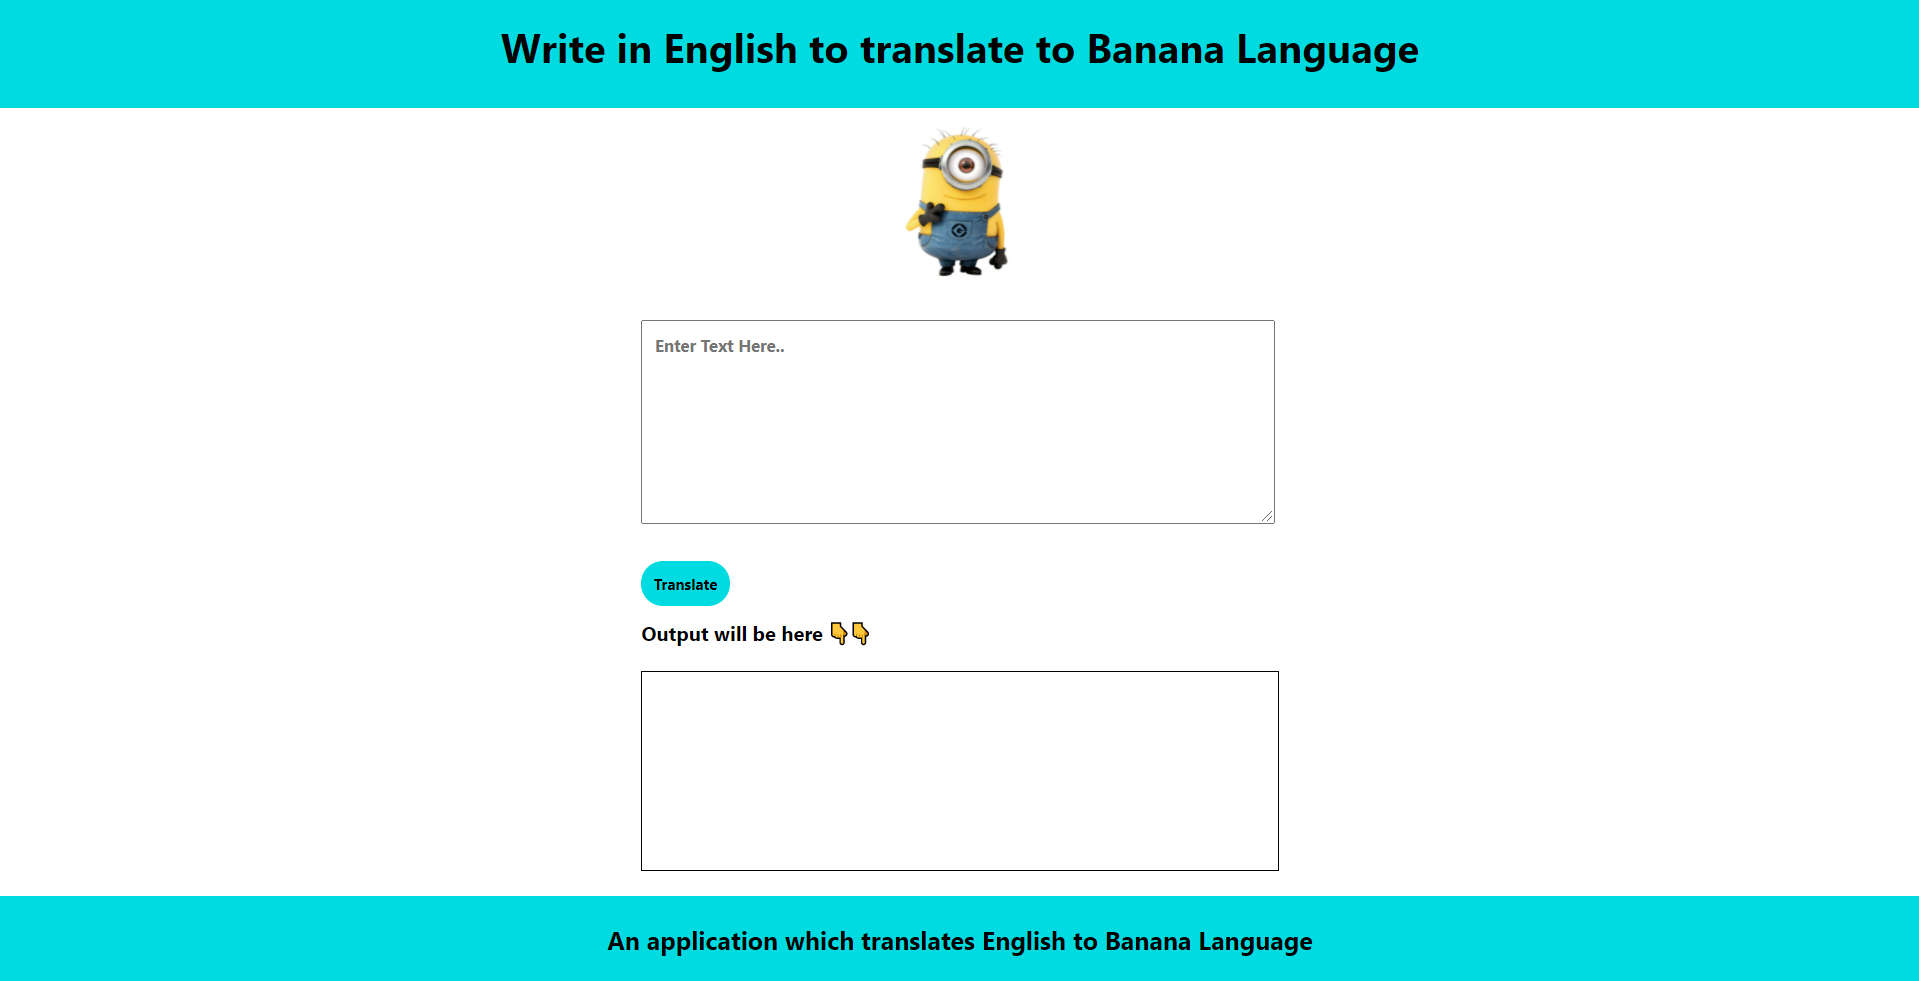 Write in English to translate to Banana Language
Enter Text Here..
Translate
Output will be here 👇👇
An application which translates English to Banana Language